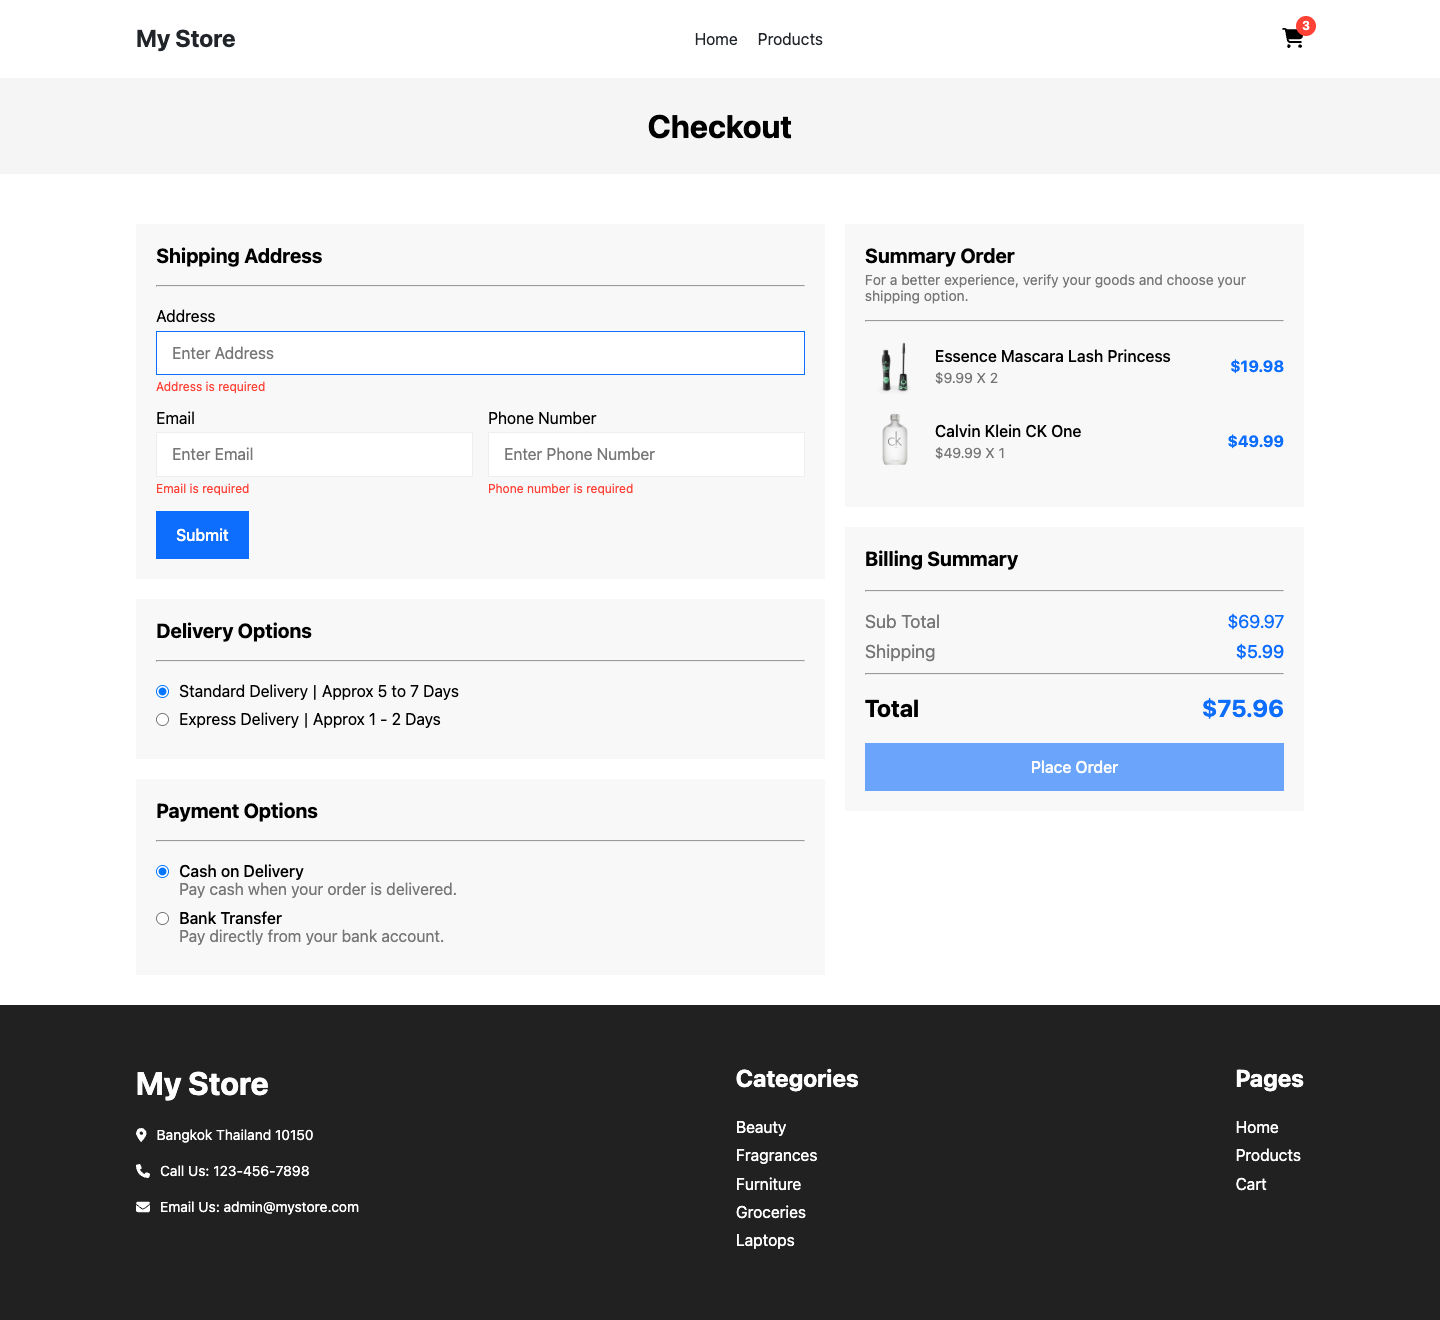 My Store
Home Products
3
Checkout
Shipping Address
Address
Enter Address
Address is required
Email
Enter Email
Email is required
Phone Number
Enter Phone Number
Phone number is required
Submit
Delivery Options
Standard Delivery | Approx 5 to 7 Days
Express Delivery | Approx 1 - 2 Days
Payment Options
Cash on Delivery
Pay cash when your order is delivered.
Bank Transfer
Pay directly from your bank account.
Summary Order
For a better experience, verify your goods and choose your
shipping option.
Essence Mascara Lash Princess
$9.99 X 2
$19.98
ck
Calvin Klein CK One
$49.99 X 1
$49.99
Billing Summary
Sub Total $69.97
Shipping $5.99
Total $75.96
Place Order
My Store
Bangkok Thailand 10150
Call Us: 123-456-7898
Email Us: admin@mystore.com
Categories
Beauty
Fragrances
Furniture
Groceries
Laptops
Pages
Home
Products
Cart